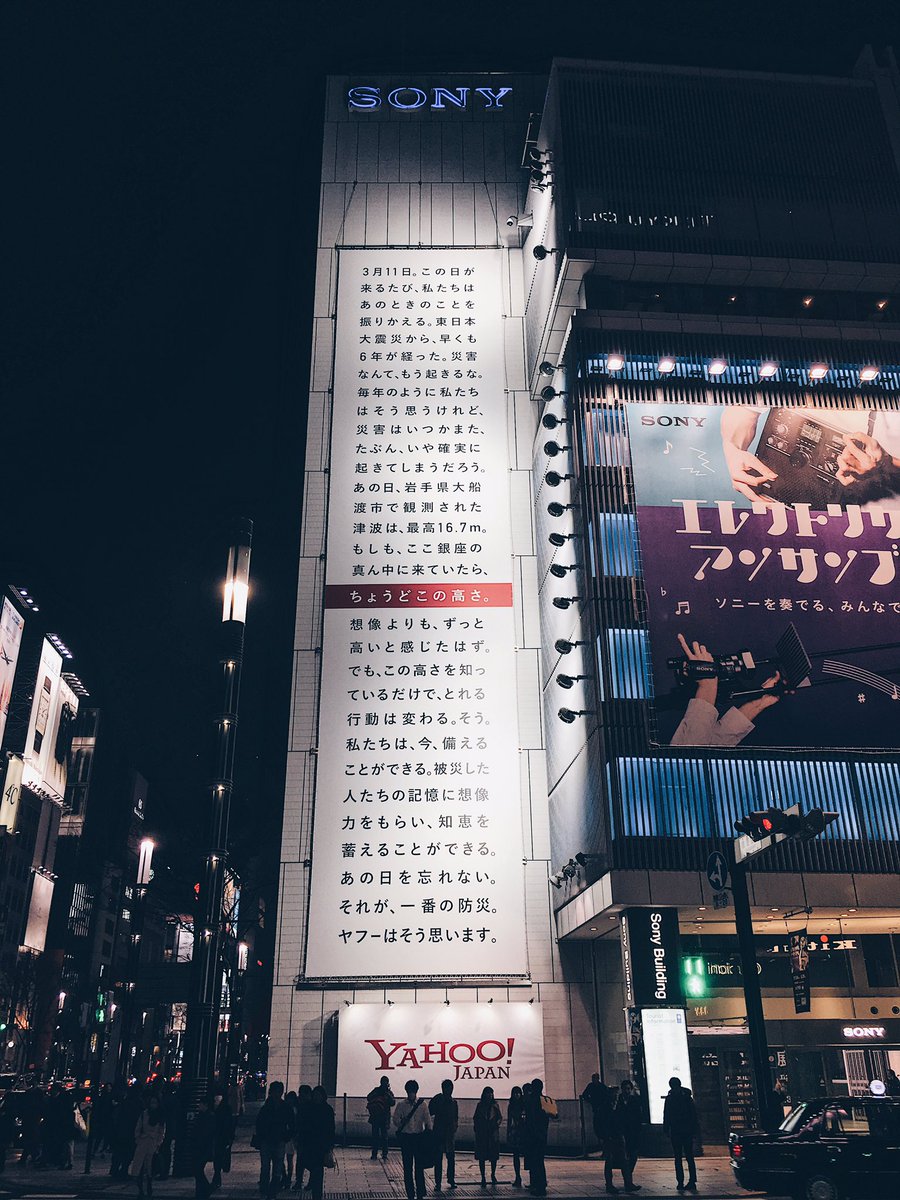 SONY
3月11日。この日が
来るたび、私たちは
あのときのことを
振りかえる。東日本
大震災から、早くも
6年が経った。災害
なんて、もう起きるな。
毎年のように私たち
はそう思うけれど、
災害はいつかまた、
たぶん、いや確実に
起きてしまうだろう。
あの日、岩手県大船
渡市で観測された
津波は、最高16.7m。
もしも、ここ銀座の
真ん中に来ていたら、
ちょうどこの高さ。
想像よりも、ずっと
高いと感じたはず。
でも、この高さを知っ
ているだけで、とれる
行動は変わる。そう。
私たちは、今、備える
ことができる。被災した
人たちの記憶に想像
力をもらい、知恵を
蓄えることができる。
あの日を忘れない。
それが、一番の防災。
ヤフーはそう思います。
YAHOO!
JAPAN
SONY
エレクトリク
アンサンブ
ソニーを奏でる、みんなで
SONY
Sony Building
SONY
40